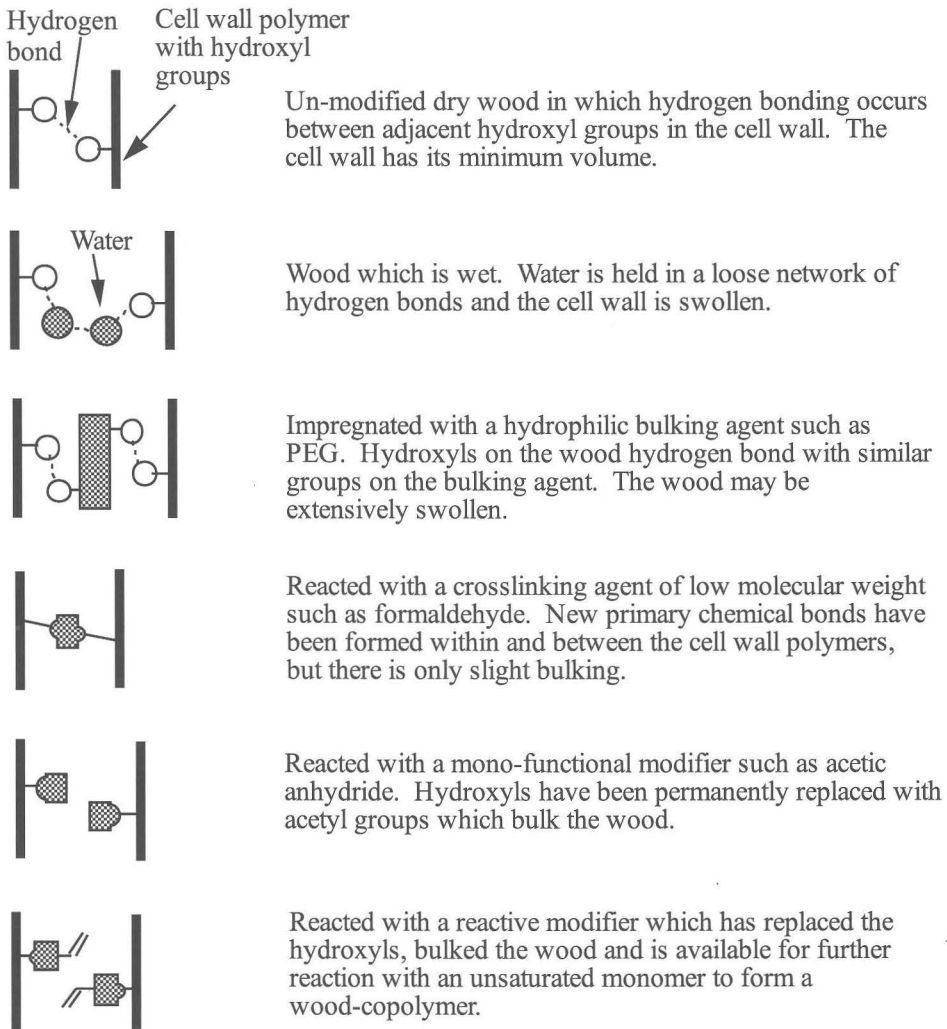 Hydrogen
bond
Cell wall polymer
with hydroxyl
groups
Un-modified dry wood in which hydrogen bonding occurs
between adjacent hydroxyl groups in the cell wall. The
cell wall has its minimum volume.
Water
Wood which is wet. Water is held in a loose network of
hydrogen bonds and the cell wall is swollen.
Impregnated with a hydrophilic bulking agent such as
PEG. Hydroxyls on the wood hydrogen bond with similar
groups on the bulking agent. The wood may be
extensively swollen.
Reacted with a crosslinking agent of low molecular weight
such as formaldehyde. New primary chemical bonds have
been formed within and between the cell wall polymers,
but there is only slight bulking.
Reacted with a mono-functional modifier such as acetic
anhydride. Hydroxyls have been permanently replaced with
acetyl groups which bulk the wood.
Reacted with a reactive modifier which has replaced the
hydroxyls, bulked the wood and is available for further
reaction with an unsaturated monomer to form a
wood-copolymer.